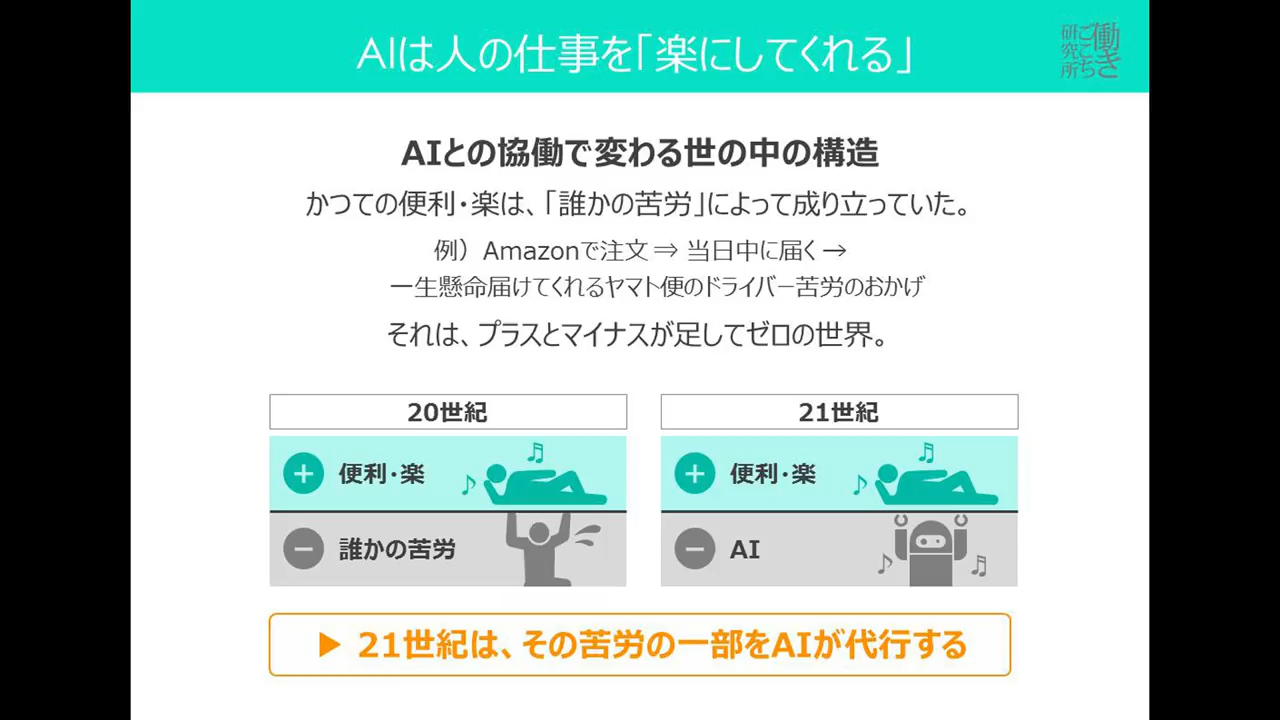 AIは人の仕事を「楽にしてくれる」
働き
ごこち
研究所
AIとの協働で変わる世の中の構造
かつての便利・楽は、「誰かの苦労」によって成り立っていた。
例）Amazonで注文 ⇒ 当日中に届く →
一生懸命届けてくれるヤマト便のドライバー苦労のおかげ
それは、プラスとマイナスが足してゼロの世界。
20世紀
21世紀
便利・楽
便利・楽
誰かの苦労
AI
▶ 21世紀は、その苦労の一部をAIが代行する